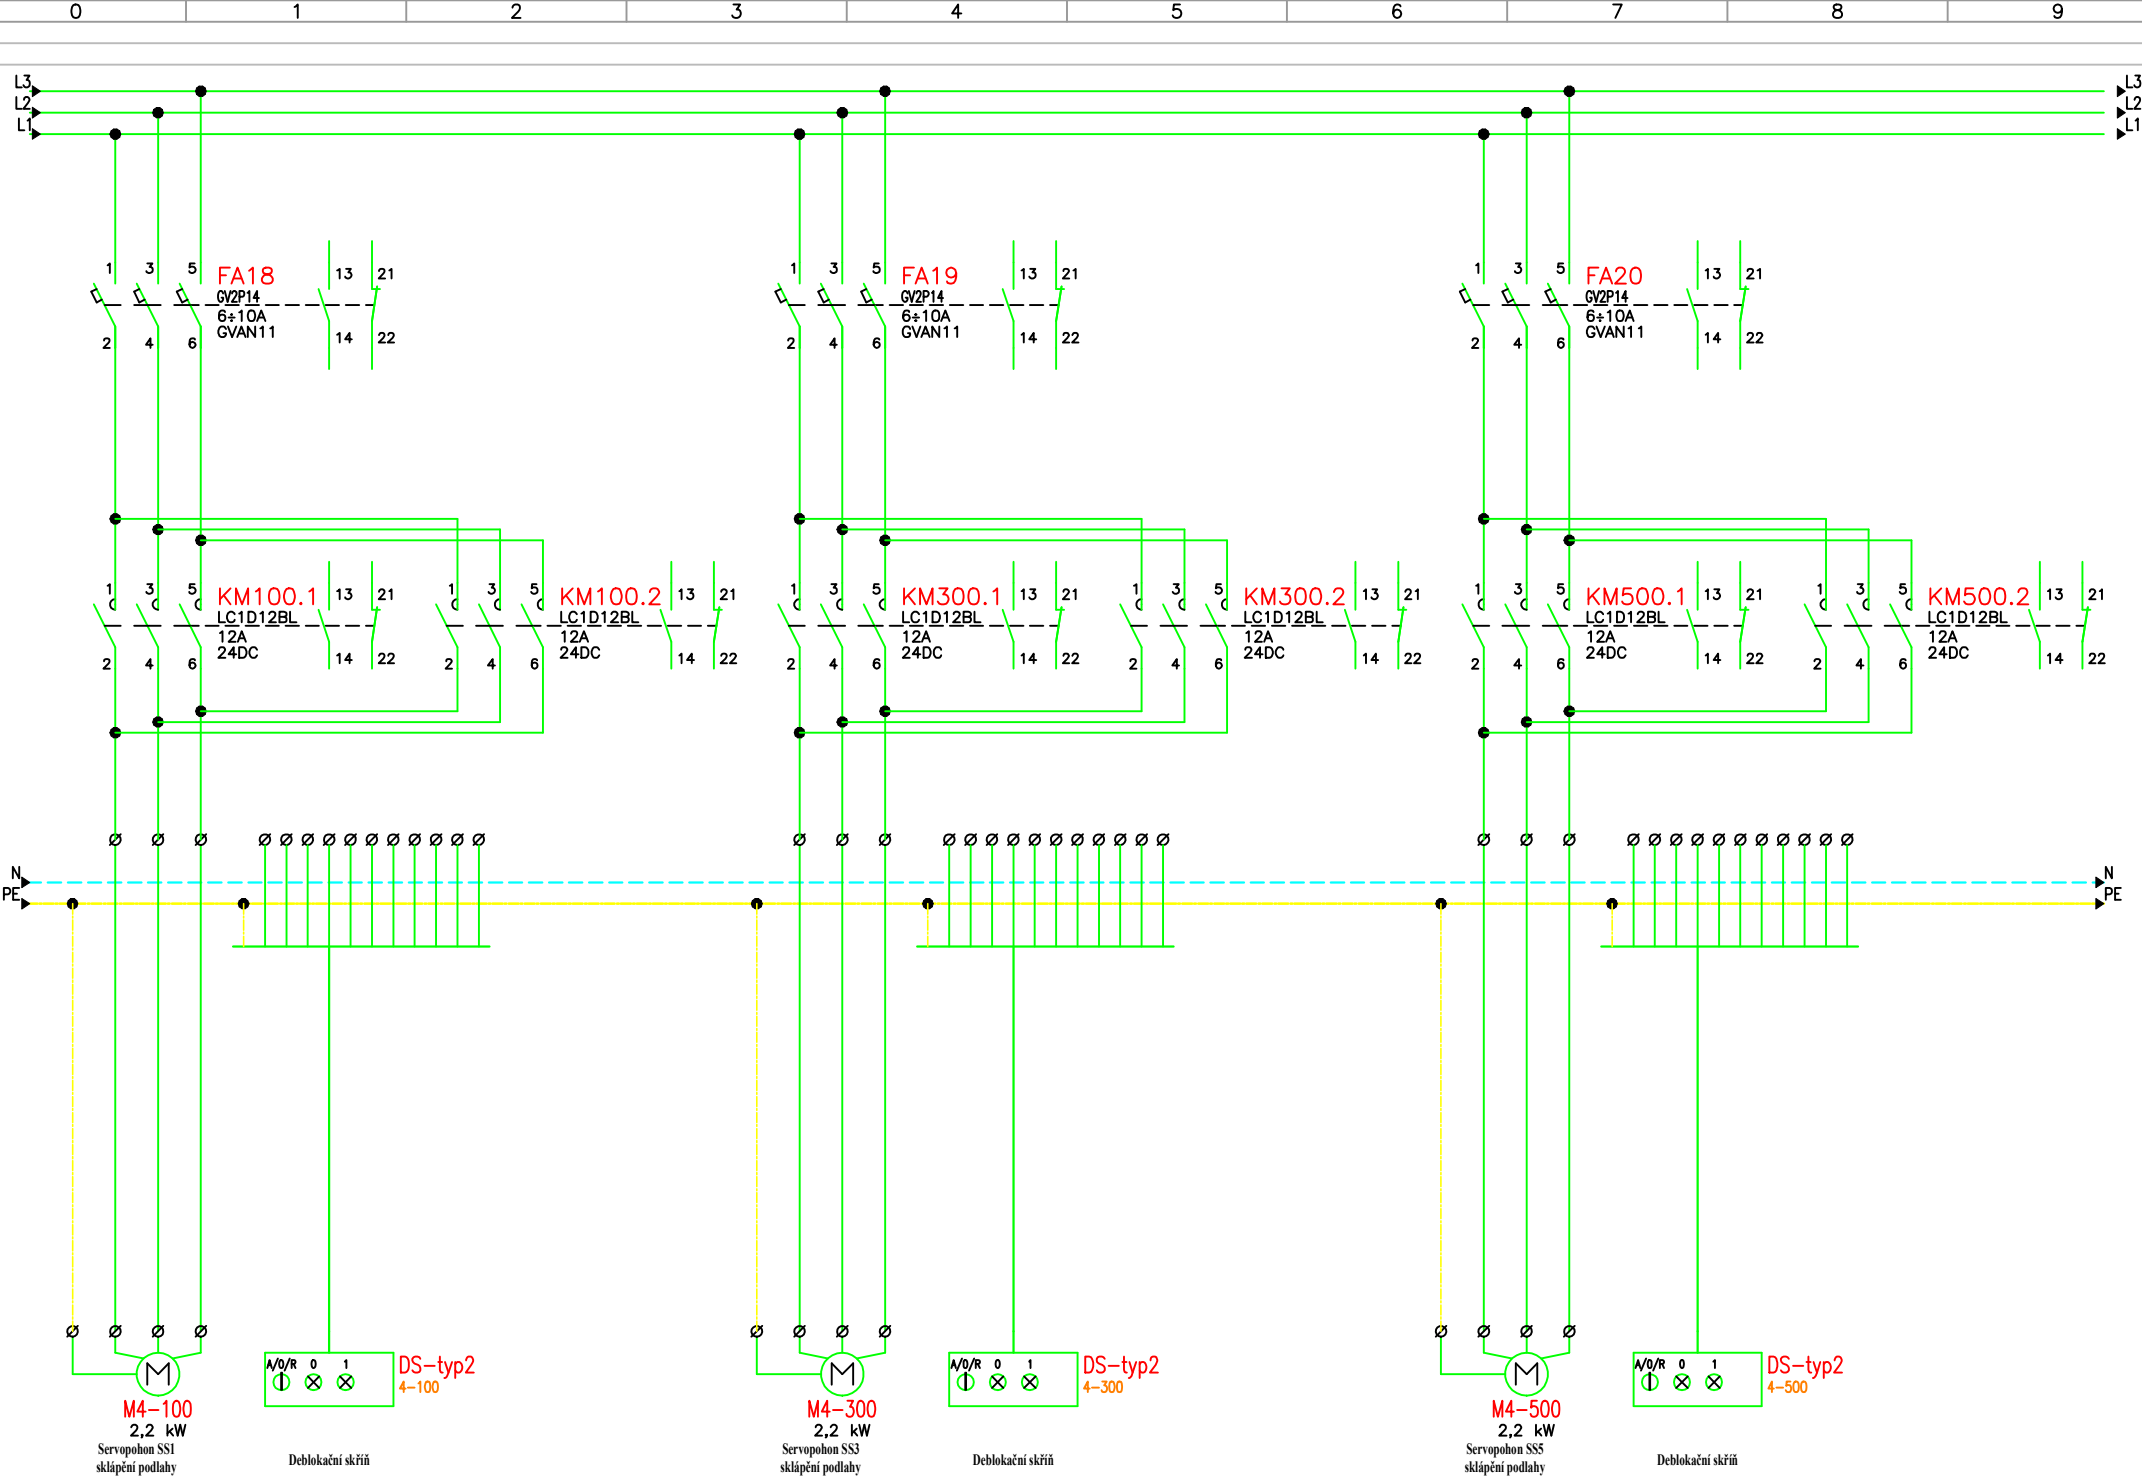 0 1 2 3 4 5 6 7 8 9
L3 L3
L2 L2
L1 L1
1 3 5 FA18 13 21 1 3 5 FA19 13 21 1 3 5 FA20 13 21
GV2P14 GV2P14 GV2P14
6÷10A 6÷10A 6÷10A
GVAN11 GVAN11 GVAN11
2 4 6 14 22 2 4 6 14 22 2 4 6 14 22
1 3 5 KM100.1 13 21 1 3 5 KM100.2 13 21 1 3 5 KM300.1 13 21 1 3 5 KM300.2 13 21 1 3 5 KM500.1 13 21 1 3 5 KM500.2 13 21
LC1D12BL LC1D12BL LC1D12BL LC1D12BL LC1D12BL LC1D12BL
12A 12A 12A 12A 12A 12A
24DC 24DC 24DC 24DC 24DC 24DC
2 4 6 14 22 2 4 6 14 22 2 4 6 14 22 2 4 6 14 22 2 4 6 14 22 2 4 6 14 22
N N
PE PE
A/0/R 0 1 DS-typ2 A/0/R 0 1 DS-typ2 A/0/R 0 1 DS-typ2
M M M
4-100 4-300 4-500
M4-100 M4-300 M4-500
2,2 kW 2,2 kW 2,2 kW
Servopohon SS1 Servopohon SS3 Servopohon SS5
Deblokační skříň Deblokační skříň Deblokační skříň
sklápění podlahy sklápění podlahy sklápění podlahy